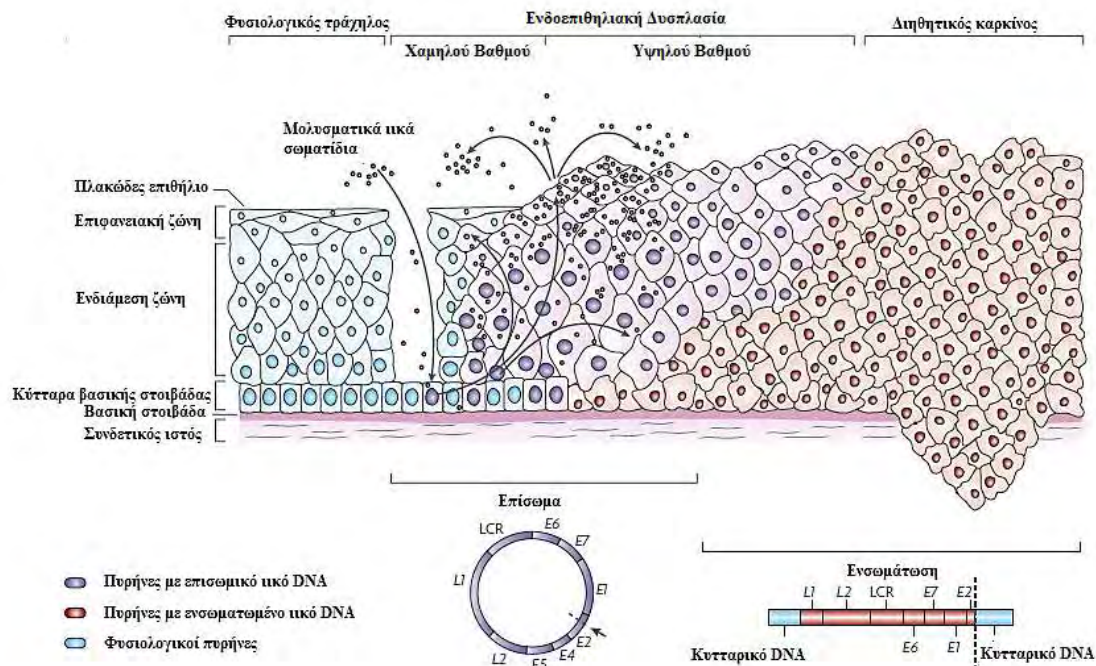 Φυσιολογικός τράχηλος
Ενδοεπιθηλιακή Δυσπλασία
Διηθητικός καρκίνος
Χαμηλού Βαθμού
Υψηλού Βαθμού
Μολυσματικά ιικά
σωματίδια
Πλακώδες επιθήλιο
Επιφανειακή ζώνη
Ενδιάμεση ζώνη
Κύτταρα βασικής στοιβάδας
Βασική στοιβάδα
Συνδετικός ιστός
Επίσωμα
LCR
E6
E7
L1
E1
E2
E4
E5
L2
Πυρήνες με επισωμικό ιικό DNA
Πυρήνες με ενσωματωμένο ιικό DNA
Φυσιολογικοί πυρήνες
Ενσωμάτωση
L1 L2 LCR E7 E2
E6 E1
Κυτταρικό DNA
Κυτταρικό DNA